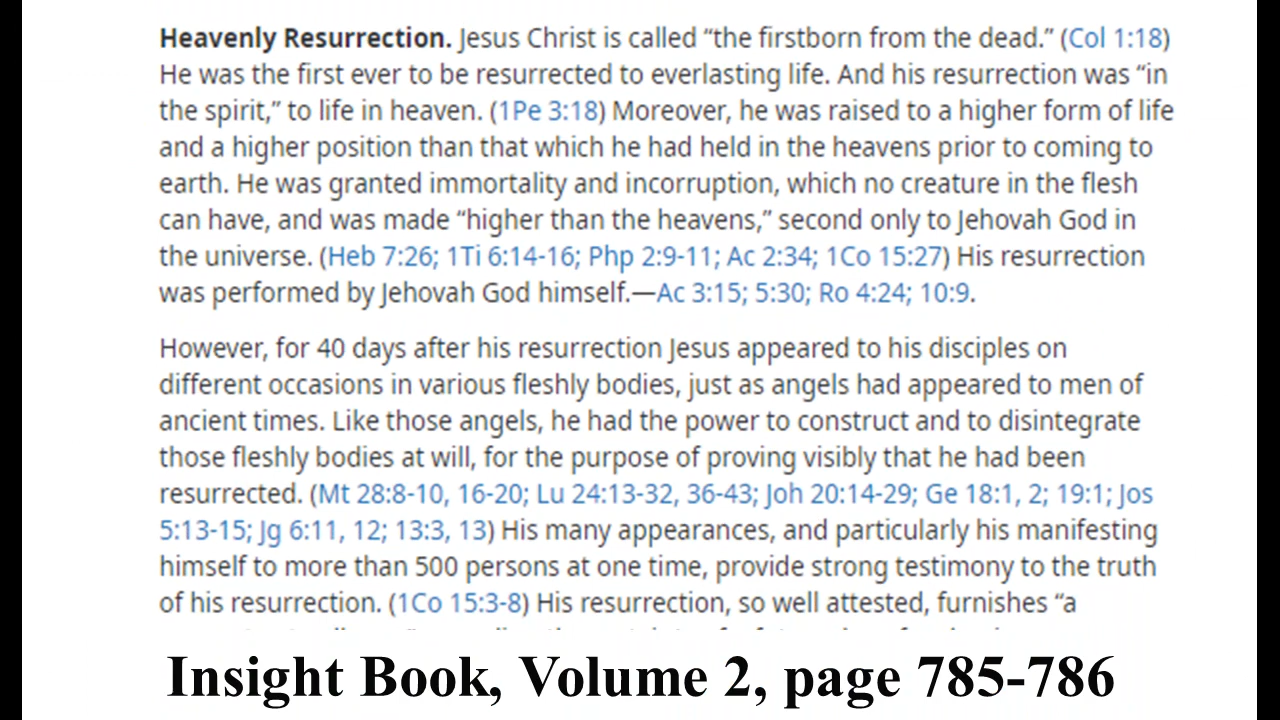 Heavenly Resurrection. Jesus Christ is called “the firstborn from the dead.” (Col 1:18)
He was the first ever to be resurrected to everlasting life. And his resurrection was “in
the spirit,” to life in heaven. (1Pe 3:18) Moreover, he was raised to a higher form of life
and a higher position than that which he had held in the heavens prior to coming to
earth. He was granted immortality and incorruption, which no creature in the flesh
can have, and was made “higher than the heavens,” second only to Jehovah God in
the universe. (Heb 7:26; 1Ti 6:14-16; Php 2:9-11; Ac 2:34; 1Co 15:27) His resurrection
was performed by Jehovah God himself.—Ac 3:15; 5:30; Ro 4:24; 10:9.
However, for 40 days after his resurrection Jesus appeared to his disciples on
different occasions in various fleshly bodies, just as angels had appeared to men of
ancient times. Like those angels, he had the power to construct and to disintegrate
those fleshly bodies at will, for the purpose of proving visibly that he had been
resurrected. (Mt 28:8-10, 16-20; Lu 24:13-32, 36-43; Joh 20:14-29; Ge 18:1, 2; 19:1; Jos
5:13-15; Jg 6:11, 12; 13:3, 13) His many appearances, and particularly his manifesting
himself to more than 500 persons at one time, provide strong testimony to the truth
of his resurrection. (1Co 15:3-8) His resurrection, so well attested, furnishes “a
Insight Book, Volume 2, page 785-786